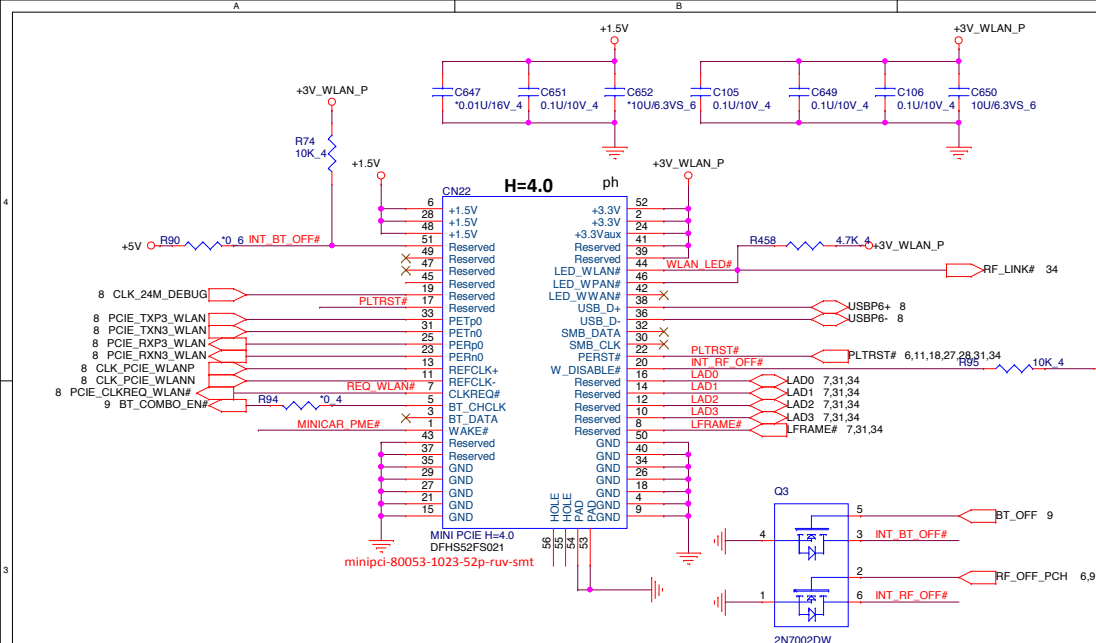 A B
+1.5V +3V_WLAN_P
C647 *0.01U/16V_4
C651 0.1U/10V_4
C652 *10U/6.3VS_6
C105 0.1U/10V_4
C649 0.1U/10V_4
C106 0.1U/10V_4
C650 10U/6.3VS_6
+3V_WLAN_P
R74
10K_4
+1.5V
+3V_WLAN_P
CN22
H=4.0
ph
4
6 +1.5V +3.3V 52
28 +1.5V +3.3V 2
48 +1.5V +3.3Vaux 24
+5V R90 *0_6 INT_BT_OFF# 51 Reserved Reserved 41
49 Reserved Reserved 39
47 Reserved LED_WLAN# 44 WLAN_LED#
45 Reserved LED_WPAN# 46
R458 4.7K_4 +3V_WLAN_P
RF_LINK# 34
8 CLK_24M_DEBUG 19 Reserved LED_WWAN# 42
PLTRST# 17 Reserved USB_D+ 38 USBP6+ 8
8 PCIE_TXP3_WLAN 33 PETp0 USB_D- 36 USBP6- 8
8 PCIE_TXN3_WLAN 31 PETn0 SMB_DATA 32
8 PCIE_RXP3_WLAN 25 PERp0 SMB_CLK 30
8 PCIE_RXN3_WLAN 23 PERn0 PERST# 22 PLTRST# PLTRST# 6,11,18,27,28,31,34
8 CLK_PCIE_WLANP 13 REFCLK+ W_DISABLE# 20 INT_RF_OFF# R95 10K_4
8 CLK_PCIE_WLANN 11 REFCLK- Reserved 16 LAD0 LAD0 7,31,34
8 PCIE_CLKREQ_WLAN# REQ_WLAN# 7 CLKREQ# Reserved 14 LAD1 LAD1 7,31,34
9 BT_COMBO_EN# R94 *0_4 5 BT_CHCLK Reserved 12 LAD2 LAD2 7,31,34
3 BT_DATA Reserved 10 LAD3 LAD3 7,31,34
MINICAR_PME# 1 WAKE# Reserved 8 LFRAME# LFRAME# 7,31,34
43 Reserved GND 50
37 Reserved GND 40
35 GND GND 34
29 GND GND 26
27 GND GND 18
21 GND GND 4
15 GND GND 9
HOLE HOLE PAD PAD
56 55 54 53
MINI PCIE H=4.0
DFHS52FS021
minipci-80053-1023-52p-ruv-smt
3
Q3
5 BT_OFF 9
4 3 INT_BT_OFF#
2 RF_OFF_PCH 6,9
1 6 INT_RF_OFF#
2N7002DW